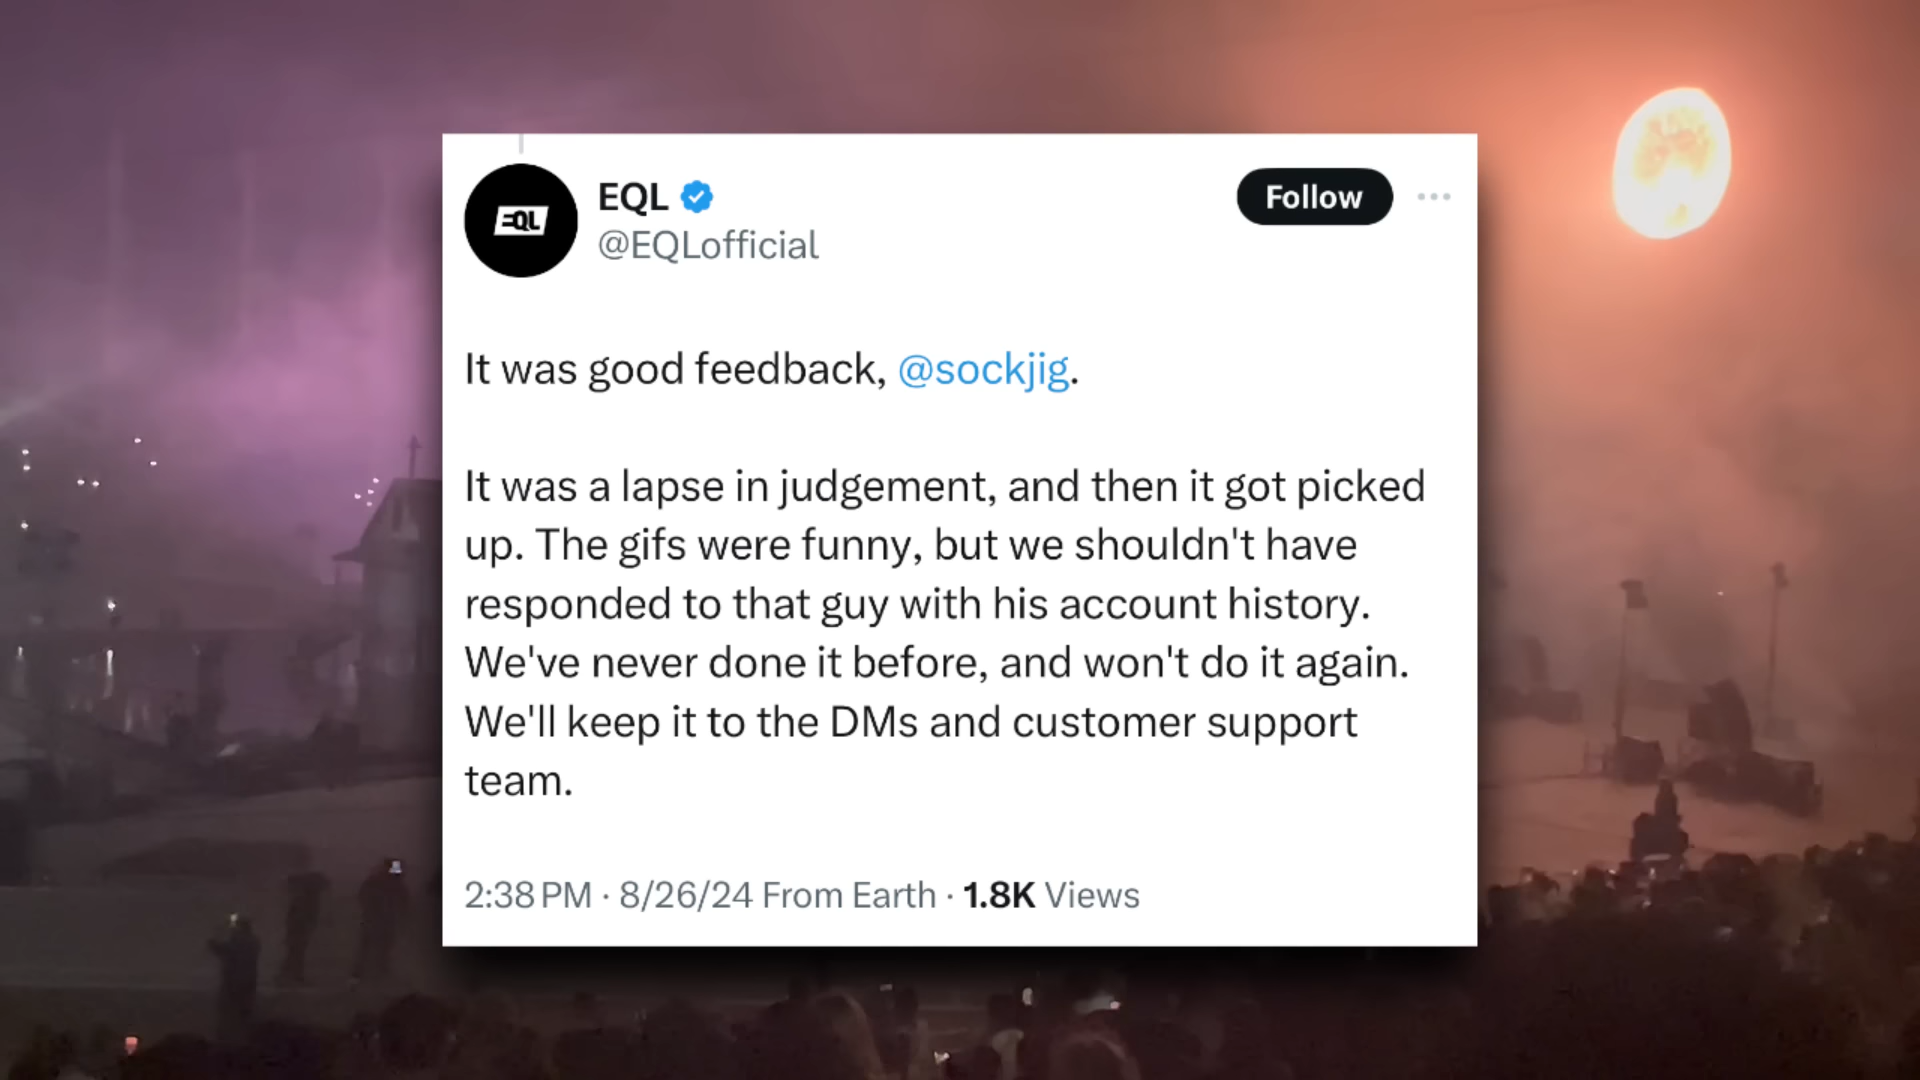 EQL
Follow
EQL
@EQLofficial
It was good feedback, @sockjig.
It was a lapse in judgement, and then it got picked
up. The gifs were funny, but we shouldn't have
responded to that guy with his account history.
We've never done it before, and won't do it again.
We'll keep it to the DMs and customer support
team.
2:38 PM · 8/26/24 From Earth · 1.8K Views